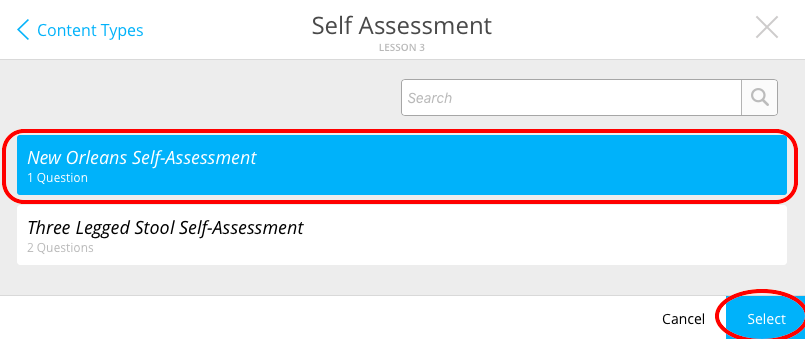 Content Types
Self Assessment
LESSON 3
Search
New Orleans Self-Assessment
1 Question
Three Legged Stool Self-Assessment
2 Questions
Cancel
Select